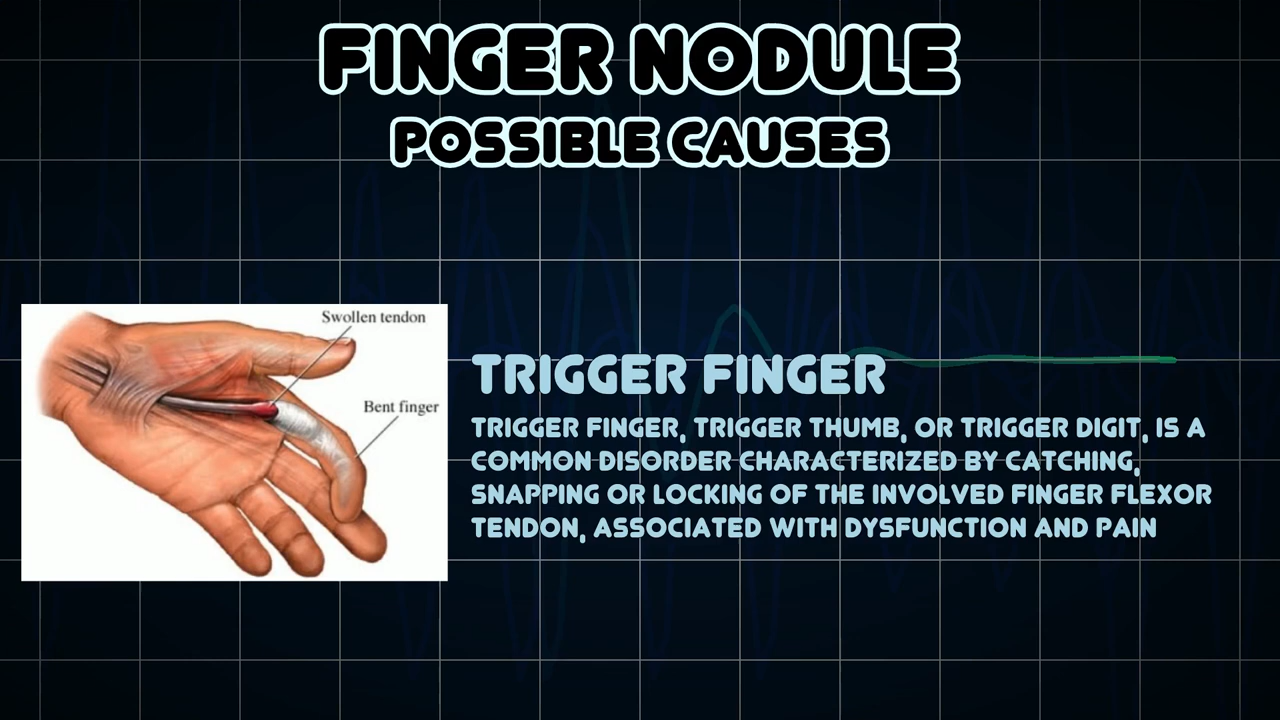 FINGER NODULE
POSSIBLE CAUSES
Swollen tendon
Bent finger
TRIGGER FINGER
TRIGGER FINGER, TRIGGER THUMB, OR TRIGGER DIGIT, IS A
COMMON DISORDER CHARACTERIZED BY CATCHING,
SNAPPING OR LOCKING OF THE INVOLVED FINGER FLEXOR
TENDON, ASSOCIATED WITH DYSFUNCTION AND PAIN